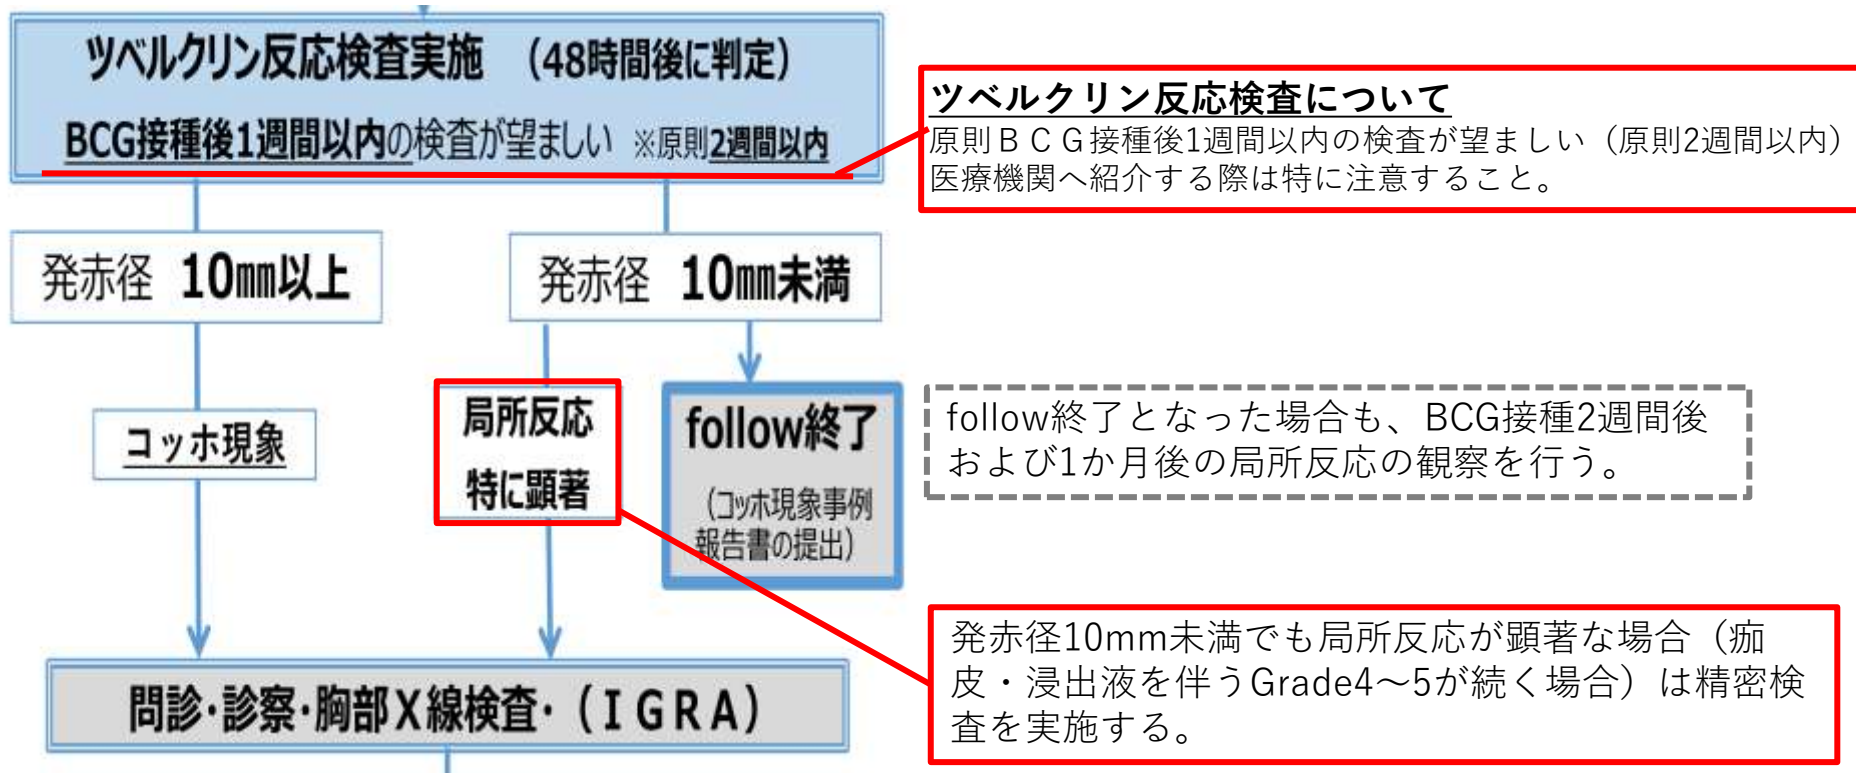 ツベルクリン反応検査実施 (48時間後に判定)
BCG接種後1週間以内の検査が望ましい ※原則2週間以内
ツベルクリン反応検査について
原則BCG接種後1週間以内の検査が望ましい（原則2週間以内）
医療機関へ紹介する際は特に注意すること。
発赤径 10㎜以上
発赤径 10㎜未満
コッホ現象
局所反応
特に顕著
follow終了
（コッホ現象事例
報告書の提出）
follow終了となった場合も、BCG接種2週間後
および1か月後の局所反応の観察を行う。
発赤径10mm未満でも局所反応が顕著な場合（痂
皮・浸出液を伴うGrade4～5が続く場合）は精密検
査を実施する。
問診・診察・胸部X線検査・（IGRA）